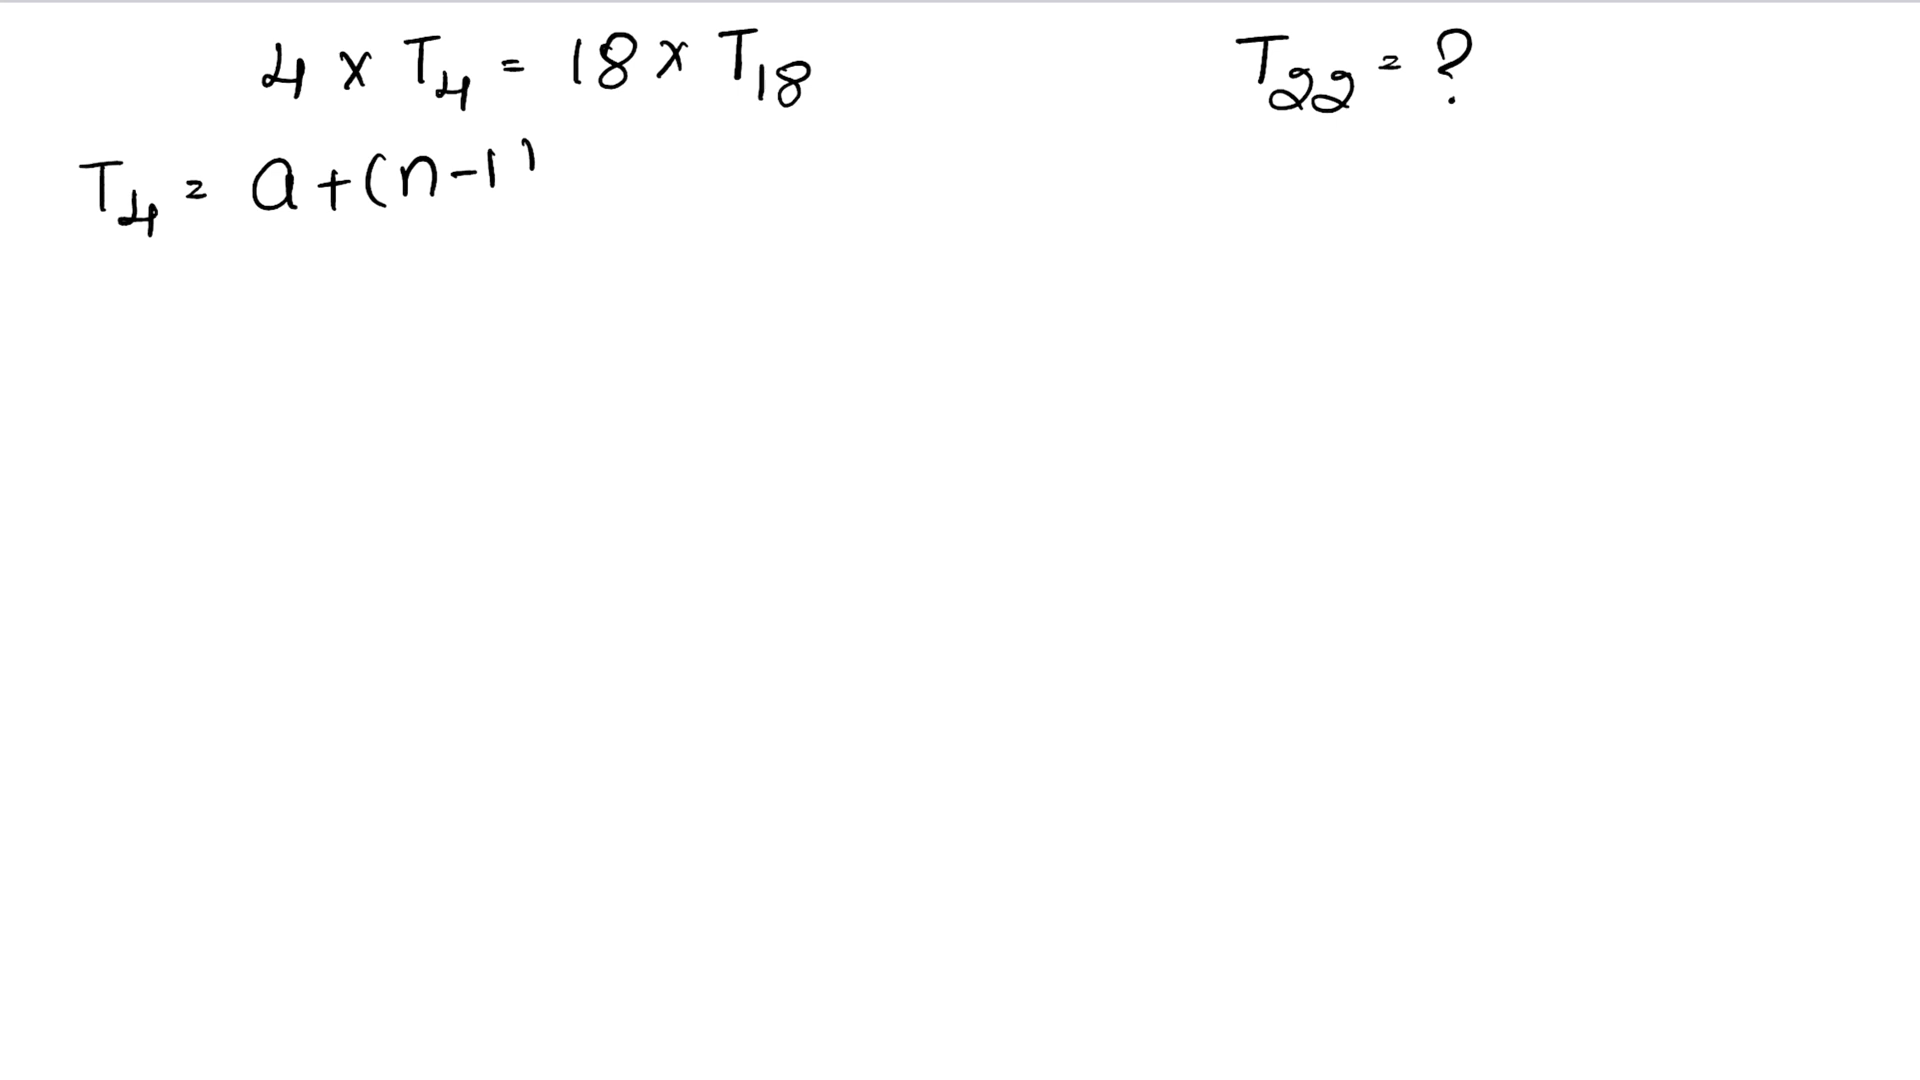 4 x T4 = 18 x T18 T22 = ?
T4 = a + (n-1)